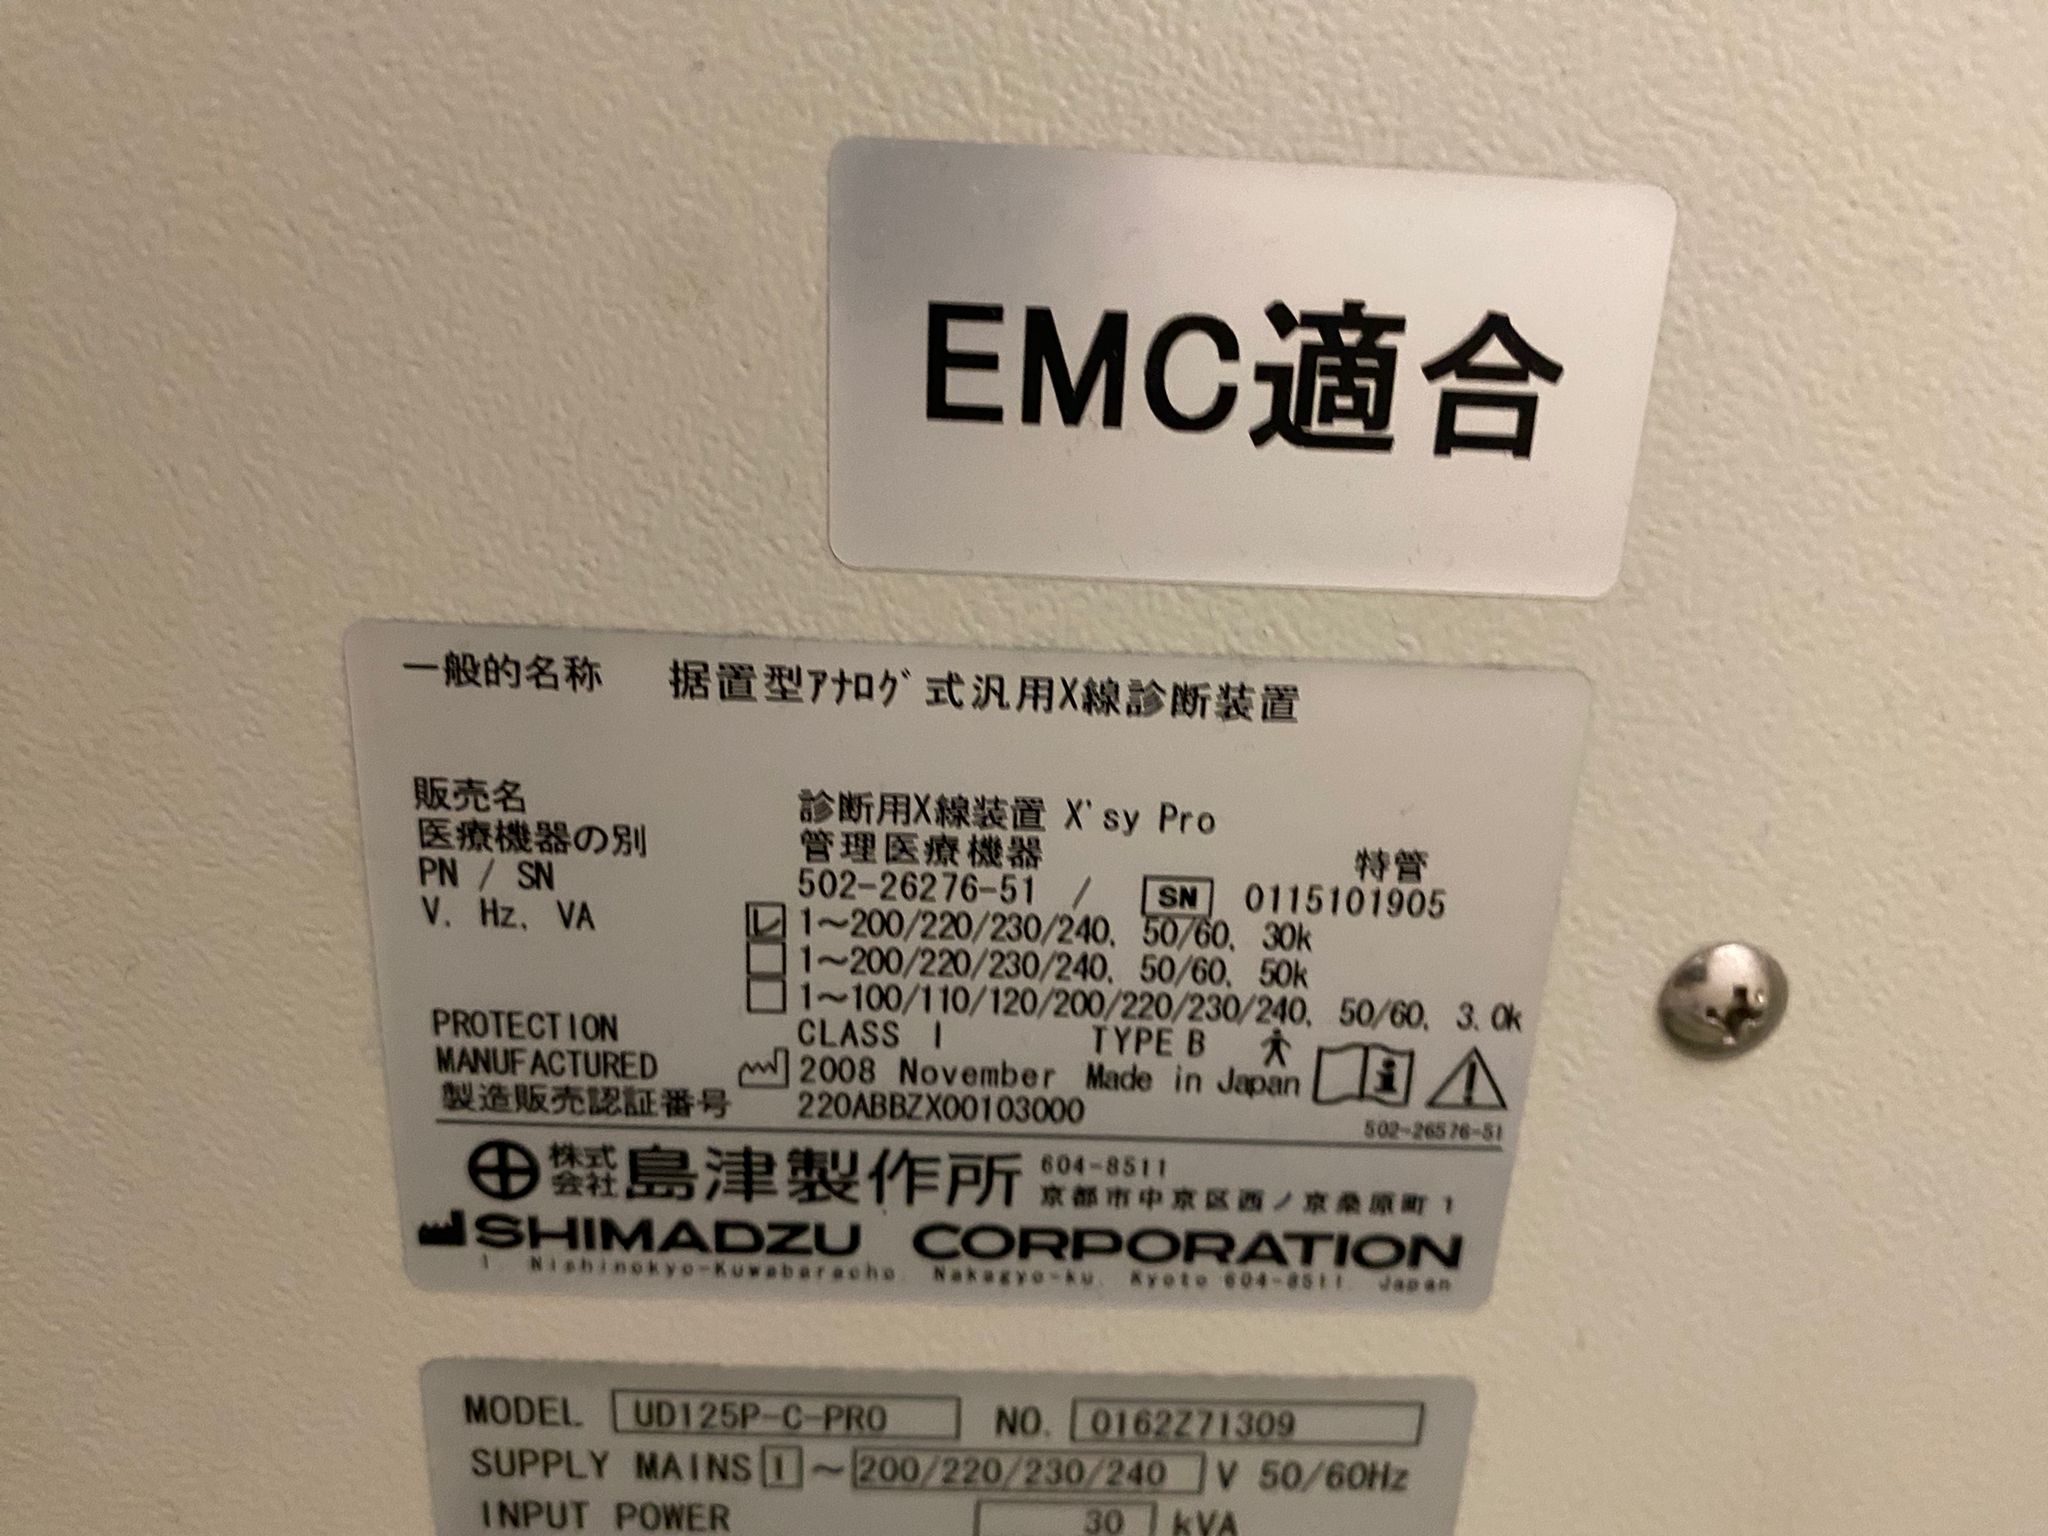 EMC適合
一般的名称 据置型ｱﾅﾛｸﾞ式汎用X線診断装置
販売名 診断用X線装置 X'sy Pro
医療機器の別 管理医療機器 特管
PN / SN 502-26276-51 / SN 0115101905
V, Hz, VA 1～200/220/230/240, 50/60, 30k
1～200/220/230/240, 50/60, 50k
1～100/110/120/200/220/230/240, 50/60, 3.0k
PROTECTION CLASS I TYPE B
MANUFACTURED 2008 November Made in Japan
製造販売認証番号 220ABBZX00103000
502-26576-51
株式会社 島津製作所 604-8511
京都市中京区西ノ京桑原町1
SHIMADZU CORPORATION
1, Nishinokyo-Kuwabaracho, Nakagyo-ku, Kyoto 604-8511, Japan
MODEL UD125P-C-PRO NO. 0162Z71309
SUPPLY MAINS 1 ～ 200/220/230/240 V 50/60Hz
INPUT POWER 30 kVA